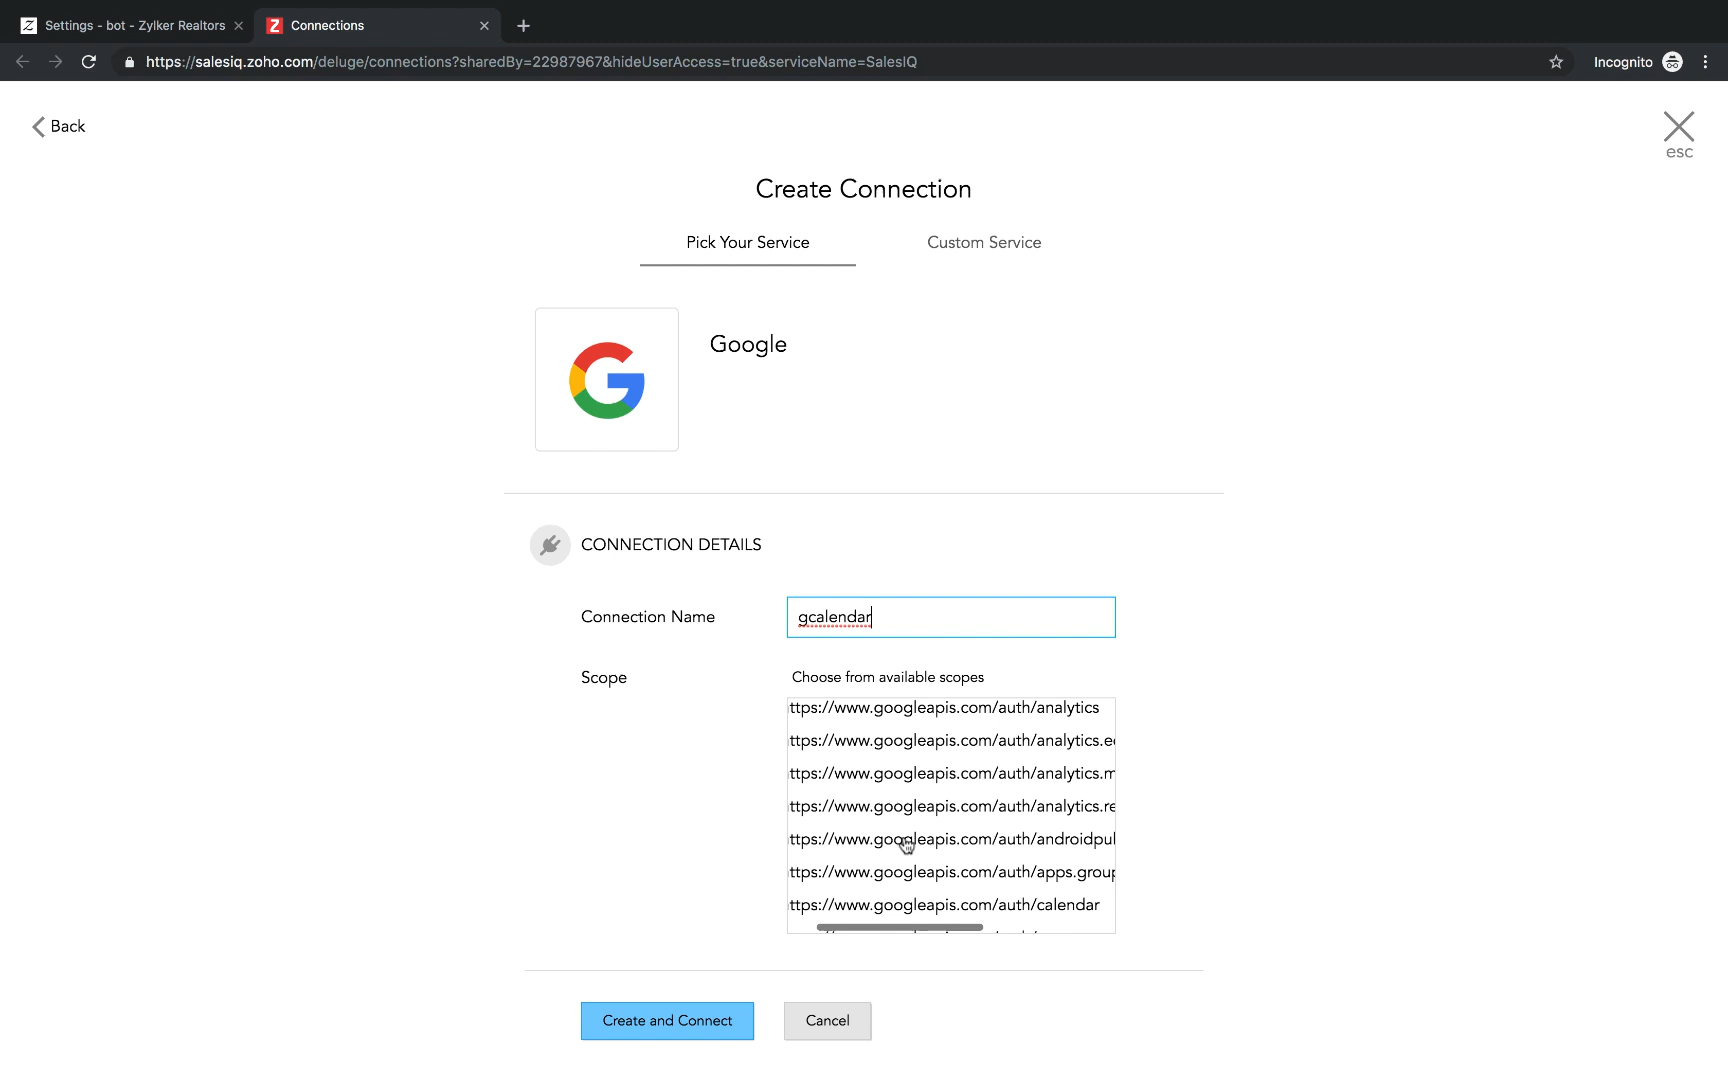 Settings - bot - Zylker Realtors
Connections
https://salesiq.zoho.com/deluge/connections?sharedBy=22987967&hideUserAccess=true&serviceName=SalesIQ
Incognito
Back
esc
Create Connection
Pick Your Service
Custom Service
Google
CONNECTION DETAILS
Connection Name
gcalendar
Scope
Choose from available scopes
ttps://www.googleapis.com/auth/analytics
ttps://www.googleapis.com/auth/analytics.e
ttps://www.googleapis.com/auth/analytics.m
ttps://www.googleapis.com/auth/analytics.re
ttps://www.googleapis.com/auth/androidpu
ttps://www.googleapis.com/auth/apps.group
ttps://www.googleapis.com/auth/calendar
Create and Connect
Cancel